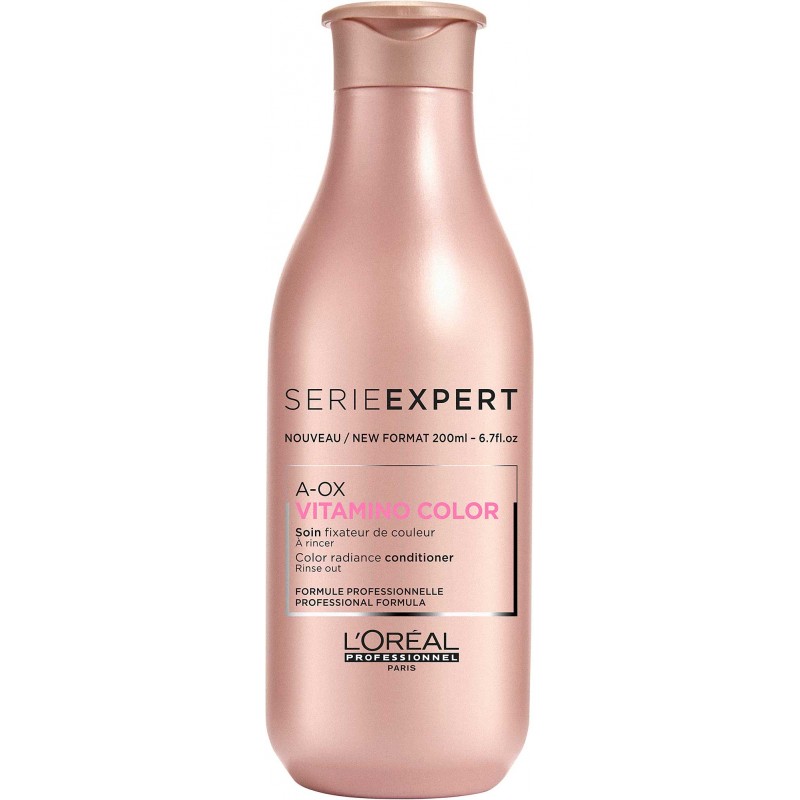 SERIEEXPERT
NOUVEAU / NEW FORMAT 200ml - 6.7fl.oz
A-OX
VITAMINO COLOR
Soin fixateur de couleur
À rincer
Color radiance conditioner
Rinse out
FORMULE PROFESSIONNELLE
PROFESSIONAL FORMULA
L'ORÉAL
PROFESSIONNEL
PARIS